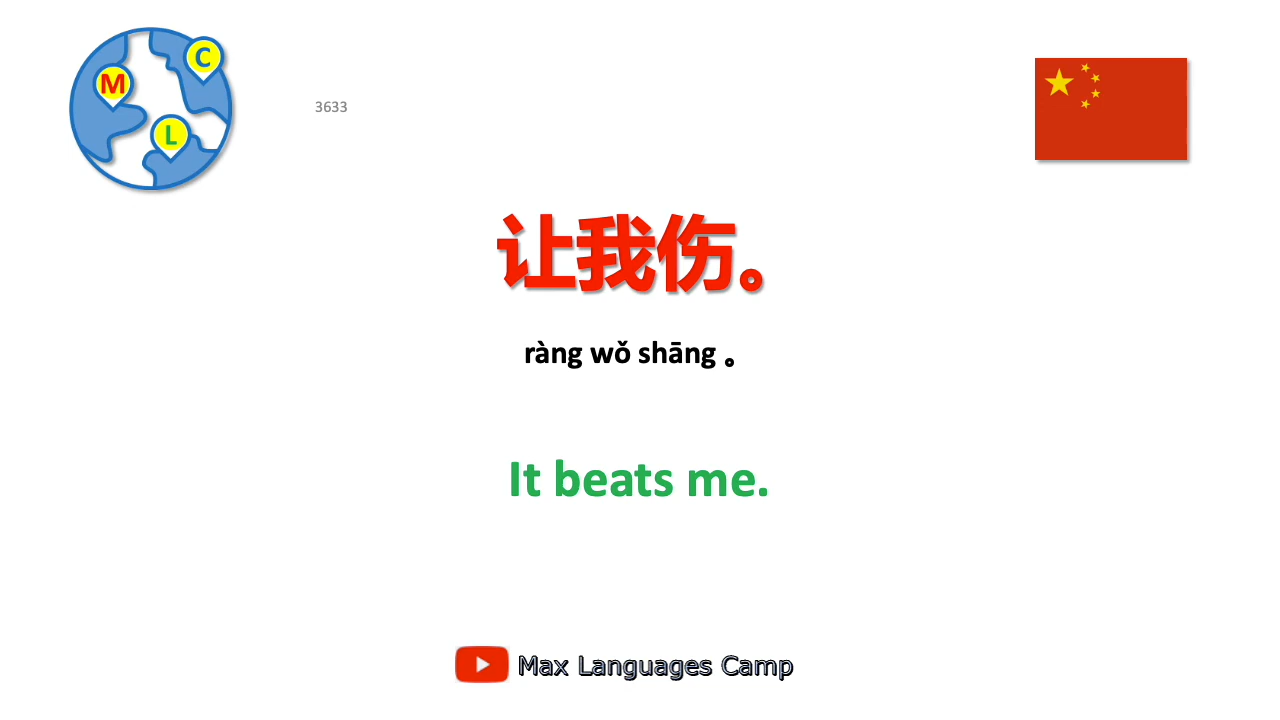 M
C
L
3633
让我伤。
ràng wǒ shāng 。
It beats me.
Max Languages Camp